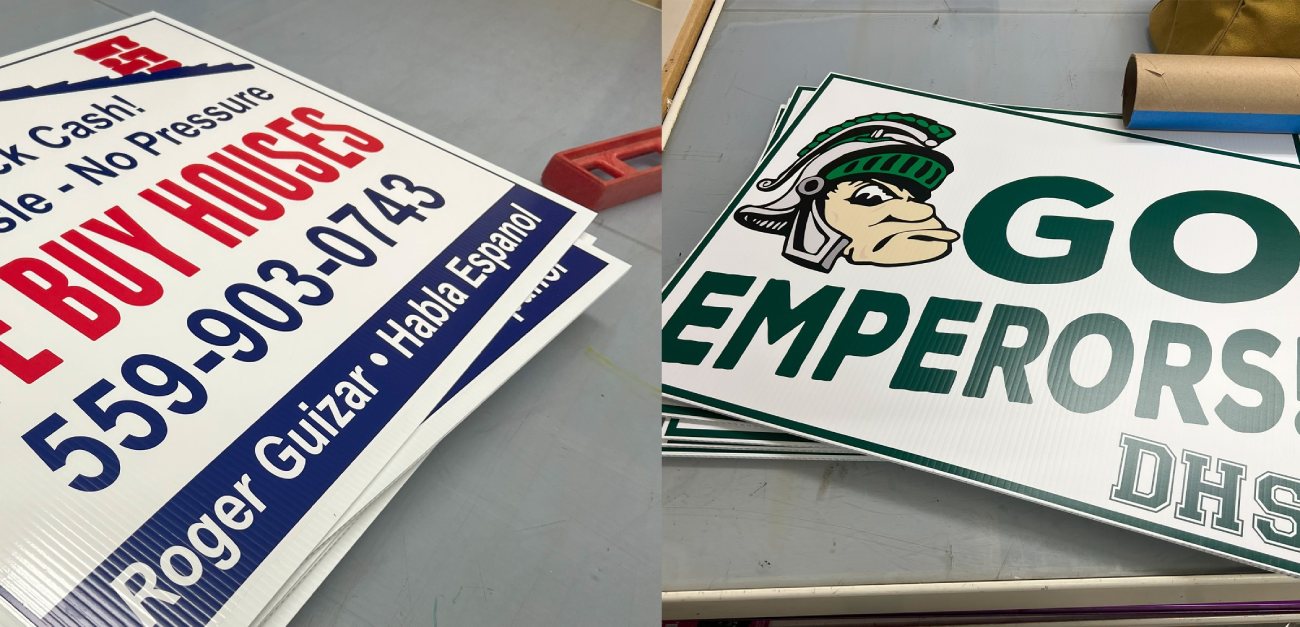 Cash!
- No Pressure
BUY HOUSES
559-903-0743
Roger Guizar • Habla Espanol
GO
EMPERORS!
DHS